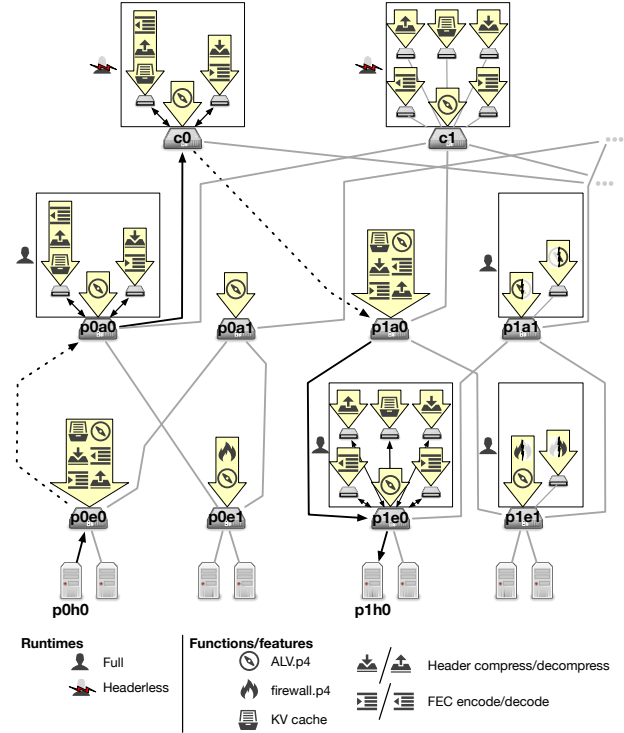 c0
c1
p0a0
p0a1
p1a0
p1a1
p0e0
p0e1
p1e0
p1e1
p0h0
p1h0
Runtimes
Full
Headerless
Functions/features
ALV.p4
firewall.p4
KV cache
Header compress/decompress
FEC encode/decode